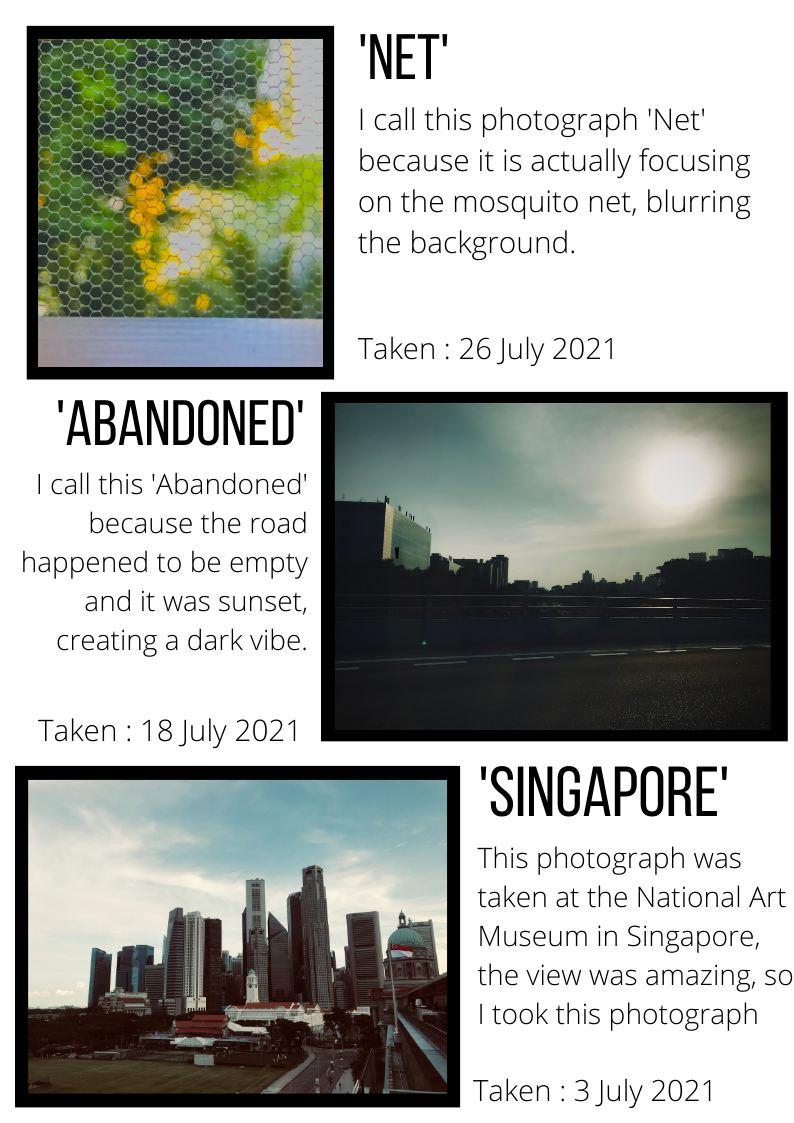 'NET'
I call this photograph 'Net'
because it is actually focusing
on the mosquito net, blurring
the background.
Taken : 26 July 2021
'ABANDONED'
I call this 'Abandoned'
because the road
happened to be empty
and it was sunset,
creating a dark vibe.
Taken : 18 July 2021
'SINGAPORE'
This photograph was
taken at the National Art
Museum in Singapore,
the view was amazing, so
I took this photograph
Taken : 3 July 2021